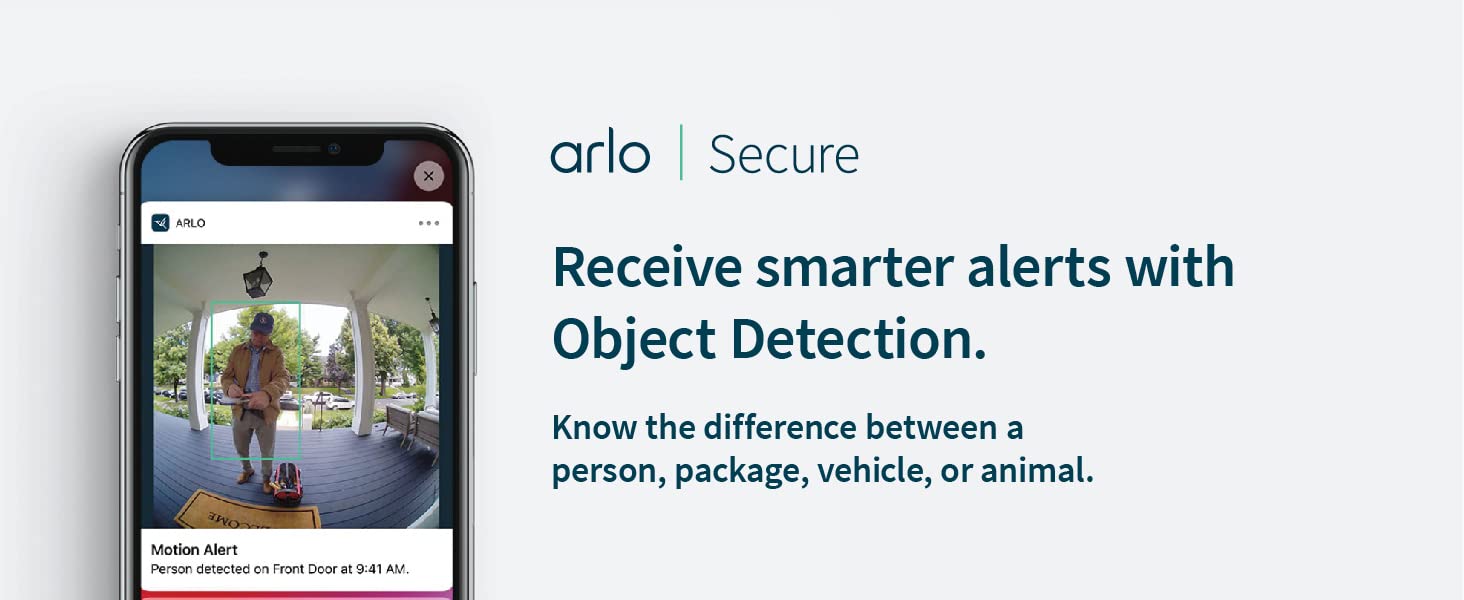 ARLO
WELCOME
Motion Alert
Person detected on Front Door at 9:41 AM.
arlo | Secure
Receive smarter alerts with
Object Detection.
Know the difference between a
person, package, vehicle, or animal.